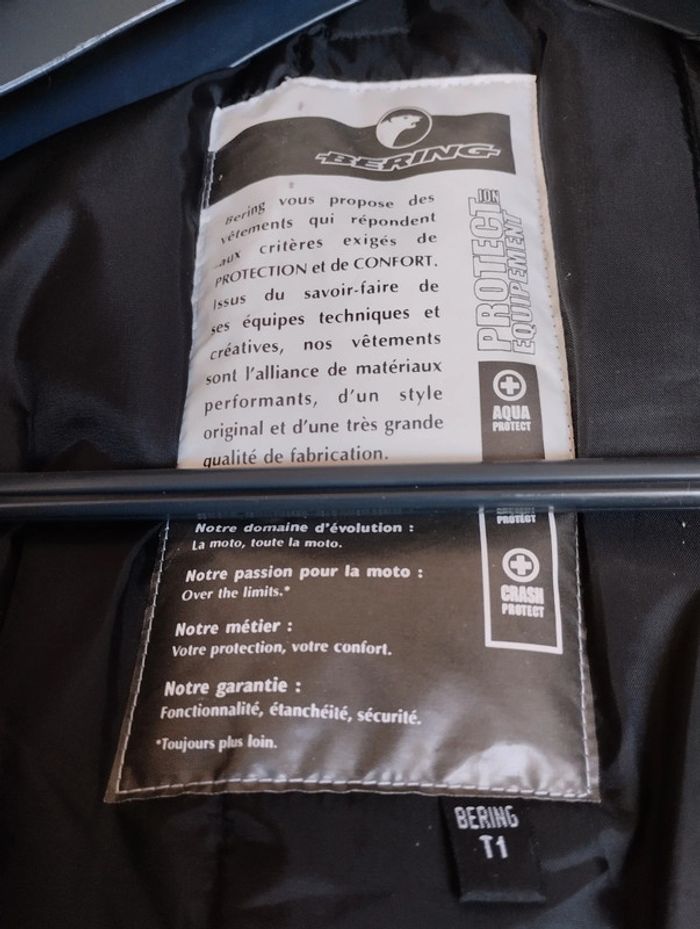 BERING
Bering vous propose des
vêtements qui répondent
aux critères exigés de
PROTECTION et de CONFORT.
Issus du savoir-faire de
ses équipes techniques et
créatives, nos vêtements
sont l'alliance de matériaux
performants, d'un style
original et d'une très grande
qualité de fabrication.
PROTECTION
EQUIPEMENT
AQUA
PROTECT
PROTECT
CRASH
PROTECT
Notre domaine d'évolution :
La moto, toute la moto.
Notre passion pour la moto :
Over the limits.*
Notre métier :
Votre protection, votre confort.
Notre garantie :
Fonctionnalité, étanchéité, sécurité.
*Toujours plus loin.
BERING
T1